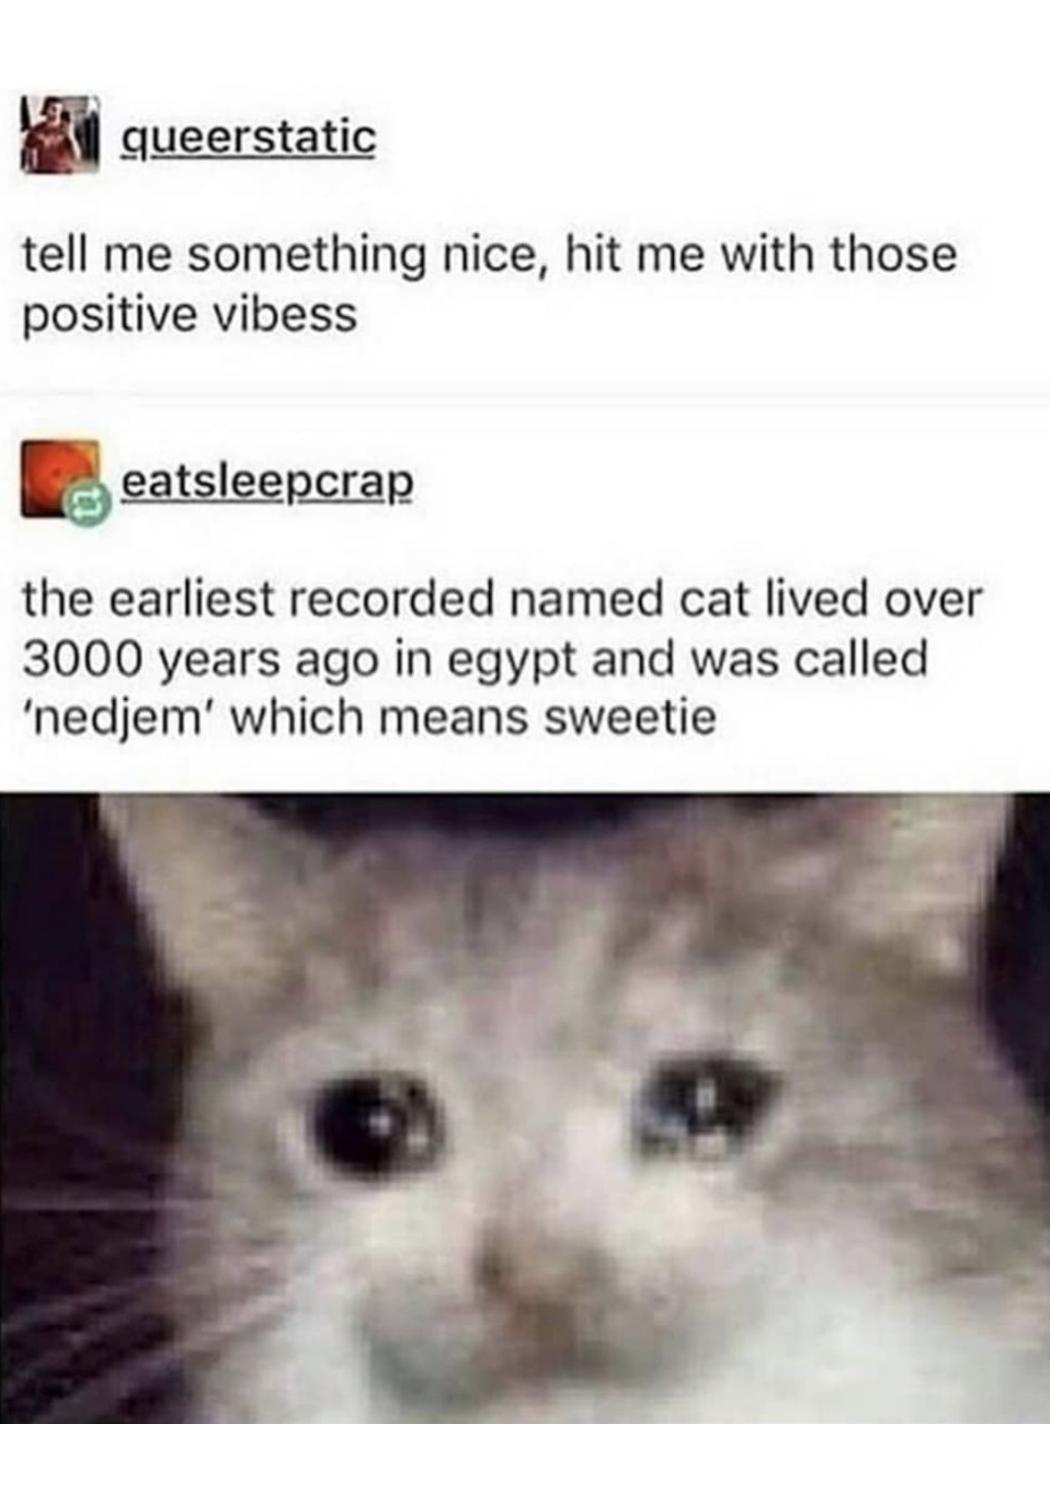 queerstatic
tell me something nice, hit me with those
positive vibess
eatsleepcrap
the earliest recorded named cat lived over
3000 years ago in egypt and was called
'nedjem' which means sweetie